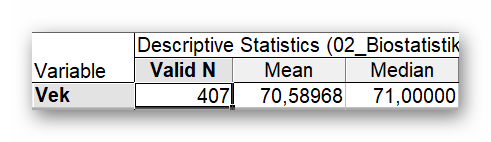 Descriptive Statistics (02_Biostatistik
Variable Valid N Mean Median
Vek 407 70,58968 71,00000